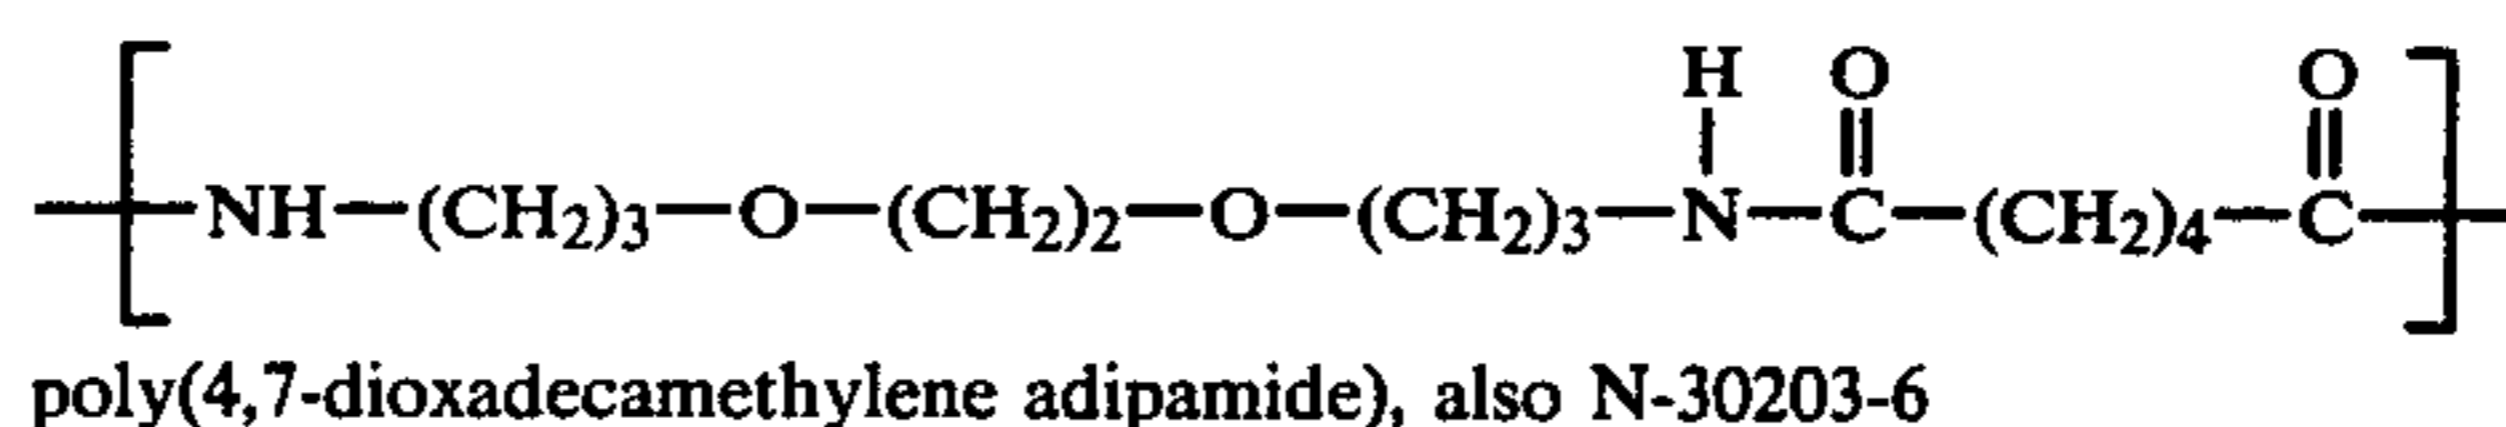 H O O
[ —NH—(CH₂)₃—O—(CH₂)₂—O—(CH₂)₃—N—C—(CH₂)₄—C— ]
poly(4,7-dioxadecamethylene adipamide), also N-30203-6